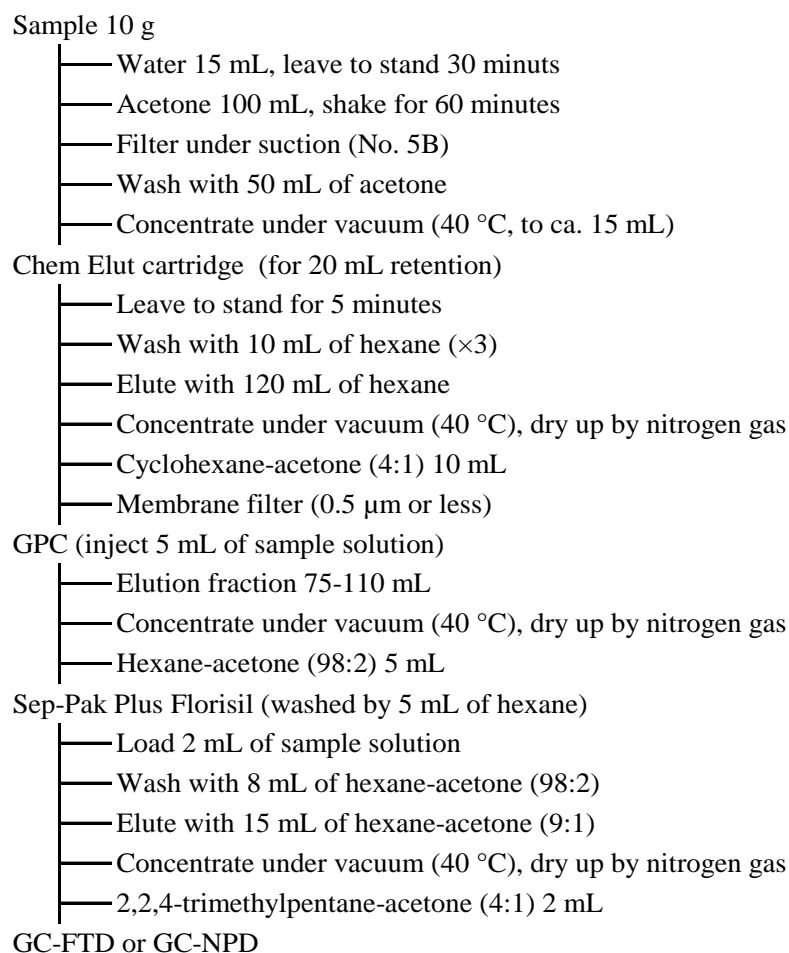 Sample 10 g
Water 15 mL, leave to stand 30 minuts
Acetone 100 mL, shake for 60 minutes
Filter under suction (No. 5B)
Wash with 50 mL of acetone
Concentrate under vacuum (40 °C, to ca. 15 mL)
Chem Elut cartridge (for 20 mL retention)
Leave to stand for 5 minutes
Wash with 10 mL of hexane (×3)
Elute with 120 mL of hexane
Concentrate under vacuum (40 °C), dry up by nitrogen gas
Cyclohexane-acetone (4:1) 10 mL
Membrane filter (0.5 µm or less)
GPC (inject 5 mL of sample solution)
Elution fraction 75-110 mL
Concentrate under vacuum (40 °C), dry up by nitrogen gas
Hexane-acetone (98:2) 5 mL
Sep-Pak Plus Florisil (washed by 5 mL of hexane)
Load 2 mL of sample solution
Wash with 8 mL of hexane-acetone (98:2)
Elute with 15 mL of hexane-acetone (9:1)
Concentrate under vacuum (40 °C), dry up by nitrogen gas
2,2,4-trimethylpentane-acetone (4:1) 2 mL
GC-FTD or GC-NPD